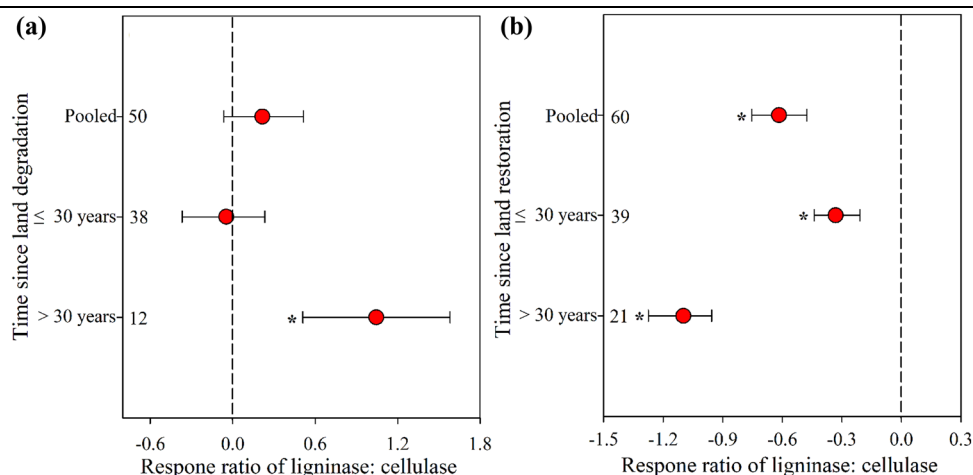 (a)
Time since land degradation
Pooled
50
≤ 30 years
38
*
> 30 years
12
-0.6 0.0 0.6 1.2 1.8
Respone ratio of ligninase: cellulase
(b)
Time since land restoration
Pooled
60
*
≤ 30 years
39
*
> 30 years
21
*
-1.5 -1.2 -0.9 -0.6 -0.3 0.0 0.3
Respone ratio of ligninase: cellulase